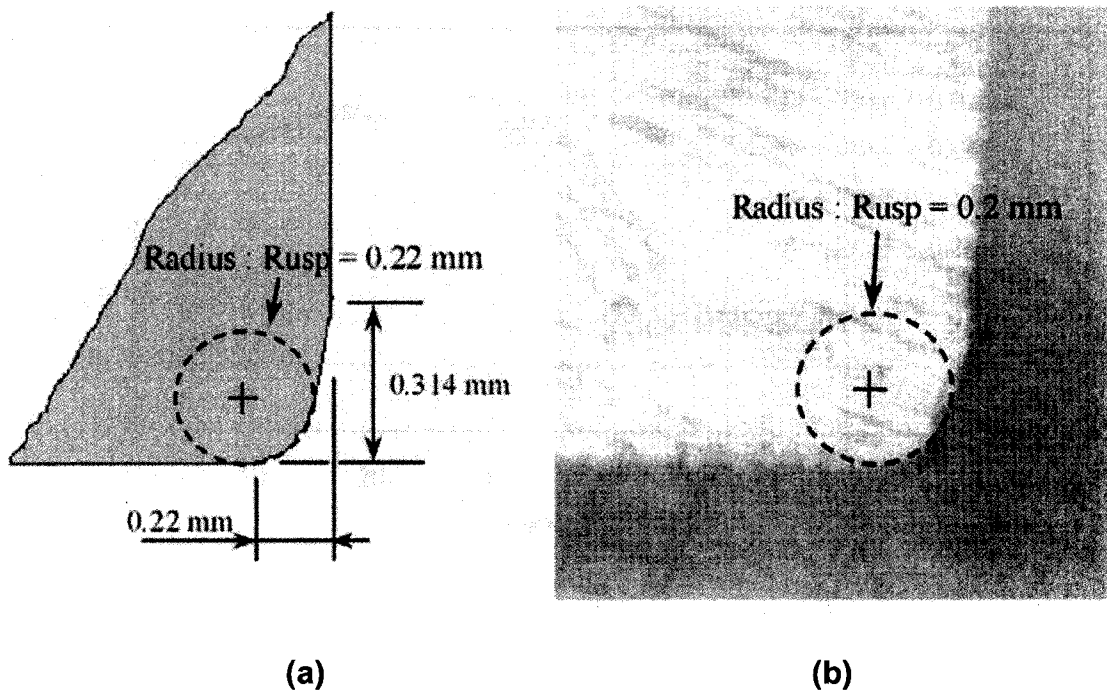 Radius : Rusp = 0.22 mm
0.314 mm
0.22 mm
(a)
Radius : Rusp = 0.2 mm
(b)